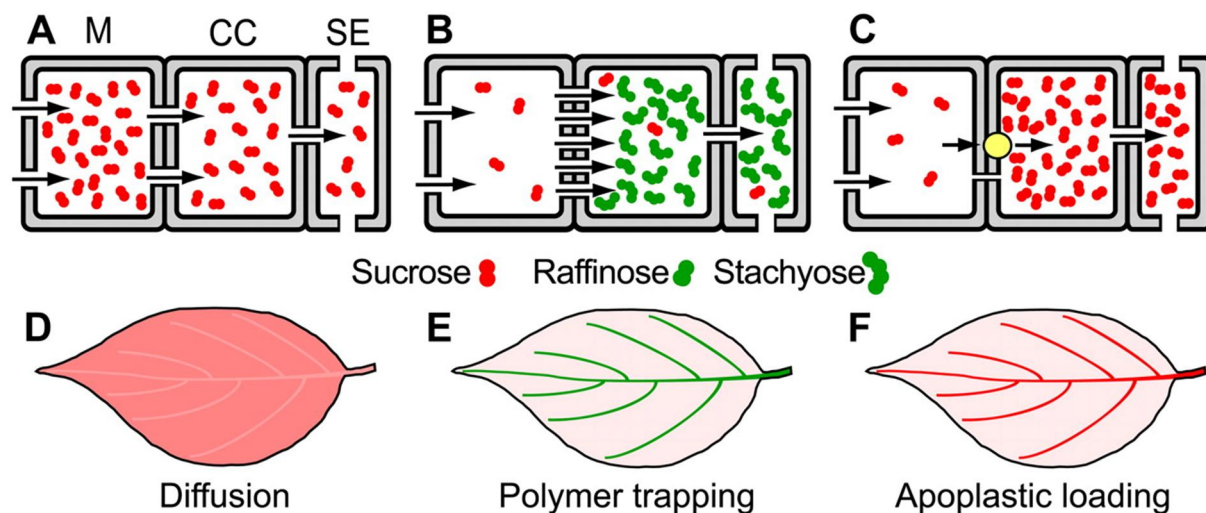 A M CC SE B C
Sucrose Raffinose Stachyose
D E F
Diffusion Polymer trapping Apoplastic loading